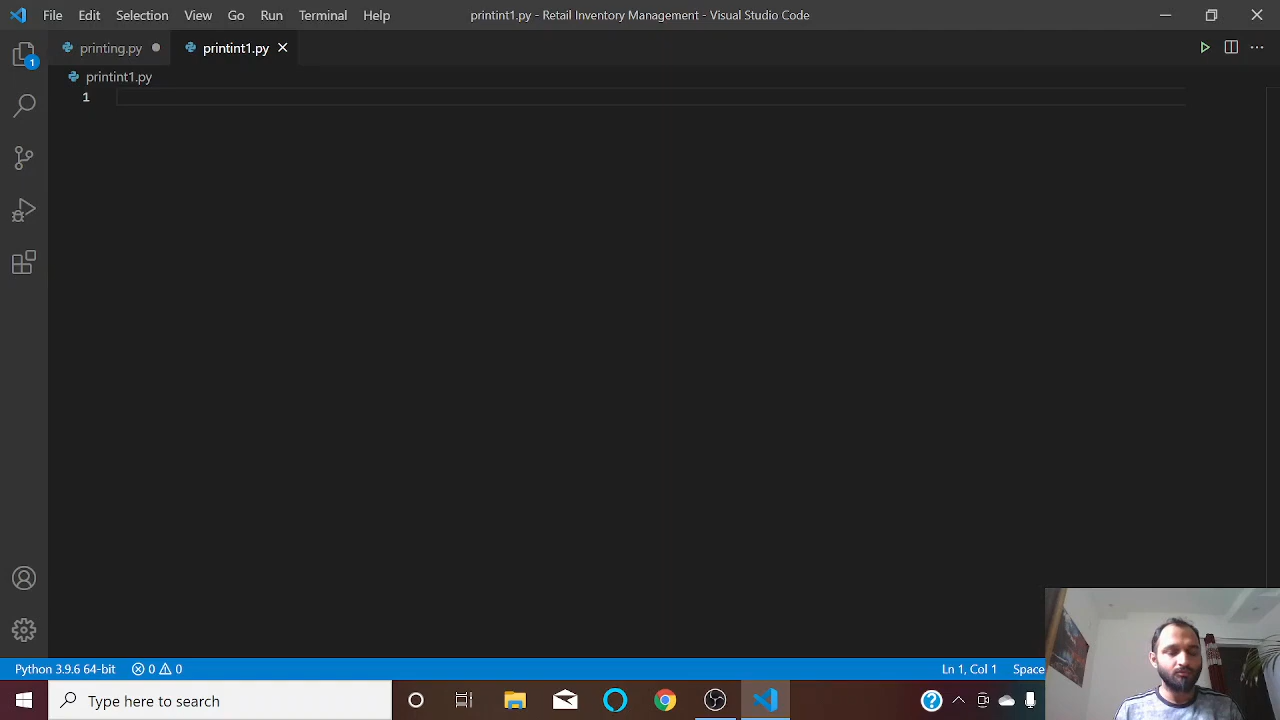 File Edit Selection View Go Run Terminal Help printint1.py - Retail Inventory Management - Visual Studio Code
printing.py printint1.py
printint1.py
1
1
Python 3.9.6 64-bit 0 0 Ln 1, Col 1 Space
Type here to search